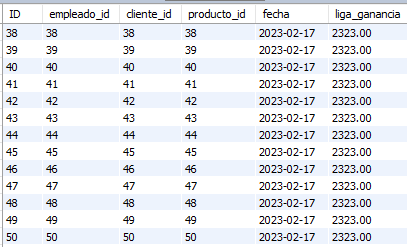 ID empleado_id cliente_id producto_id fecha liga_ganancia
38 38 38 38 2023-02-17 2323.00
39 39 39 39 2023-02-17 2323.00
40 40 40 40 2023-02-17 2323.00
41 41 41 41 2023-02-17 2323.00
42 42 42 42 2023-02-17 2323.00
43 43 43 43 2023-02-17 2323.00
44 44 44 44 2023-02-17 2323.00
45 45 45 45 2023-02-17 2323.00
46 46 46 46 2023-02-17 2323.00
47 47 47 47 2023-02-17 2323.00
48 48 48 48 2023-02-17 2323.00
49 49 49 49 2023-02-17 2323.00
50 50 50 50 2023-02-17 2323.00